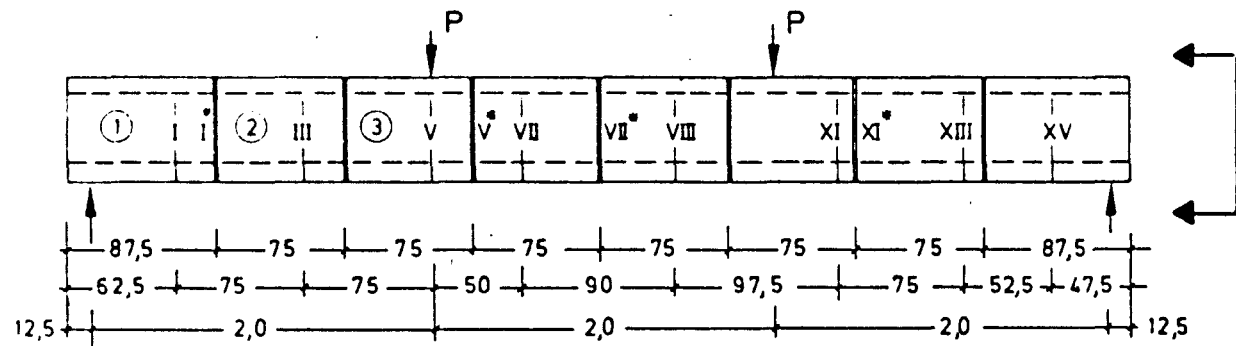 P P
1 I I* 2 III 3 V V* VII VII* VIII XI XI* XIII XV
87,5 75 75 75 75 75 75 87,5
62,5 75 75 50 90 97,5 75 52,5 47,5
12,5 2,0 2,0 2,0 12,5